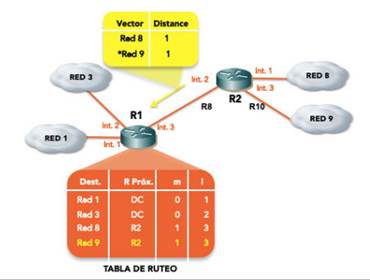 Vector Distance
Red 8 1
*Red 9 1
RED 3
Int. 2
Int. 1
RED 8
Int. 3
R2
R8
R10
RED 9
R1
Int. 2
Int. 3
RED 1
Int. 1
Dest. R Próx. m I
Red 1 DC 0 1
Red 3 DC 0 2
Red 8 R2 1 3
Red 9 R2 1 3
TABLA DE RUTEO